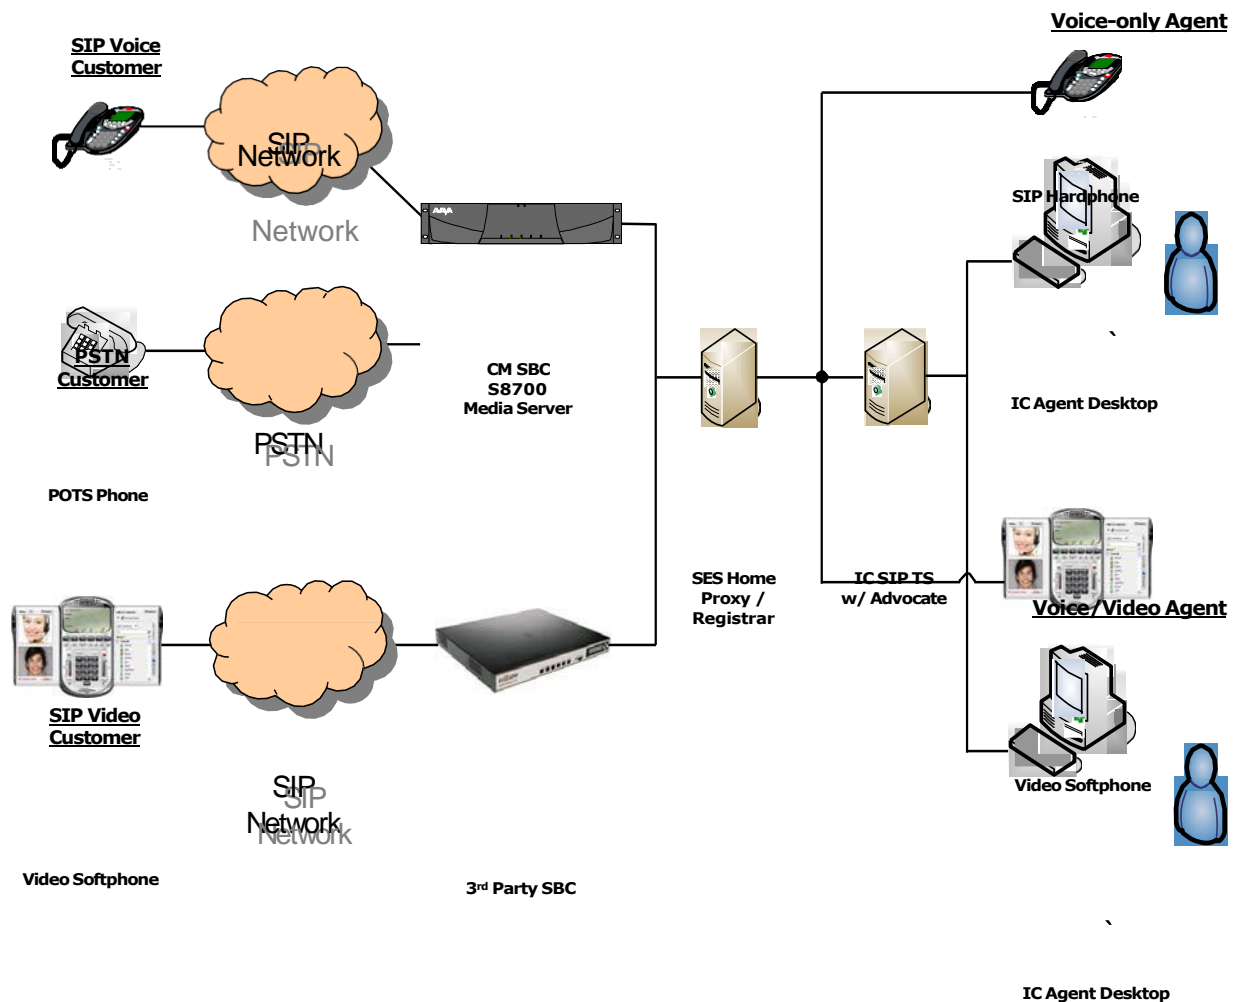 Voice-only Agent
SIP Voice
Customer
SIP
Network
SIP
Network
AVAYA
SIP Hardphone
PSTN
Customer
CM SBC
S8700
Media Server
`
IC Agent Desktop
PSTN
PSTN
POTS Phone
SES Home
Proxy /
Registrar
IC SIP TS
w/ Advocate
Voice/Video Agent
SIP Video
Customer
SIP
Network
SIP
Network
Video Softphone
Video Softphone
3rd Party SBC
`
IC Agent Desktop